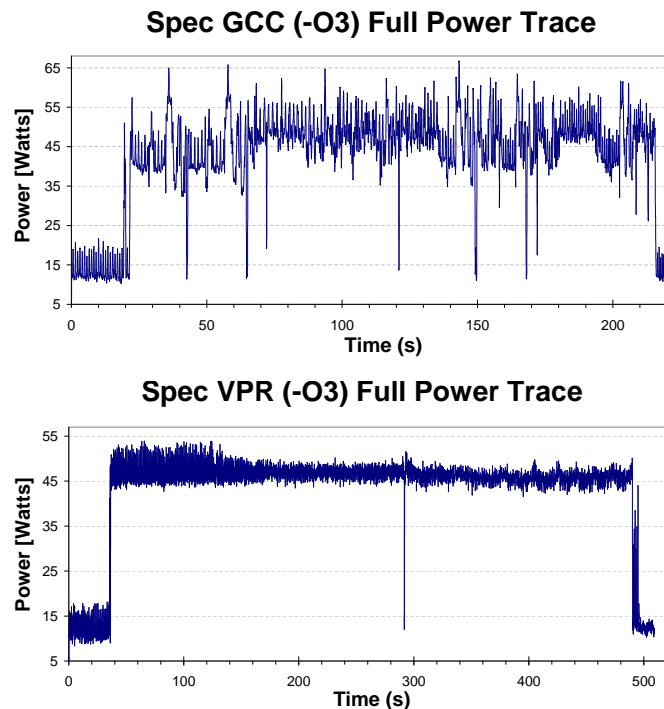 Spec GCC (-O3) Full Power Trace
65
55
45
35
25
15
5
Power [Watts]
0 50 100 150 200
Time (s)
Spec VPR (-O3) Full Power Trace
55
45
35
25
15
5
Power [Watts]
0 100 200 300 400 500
Time (s)